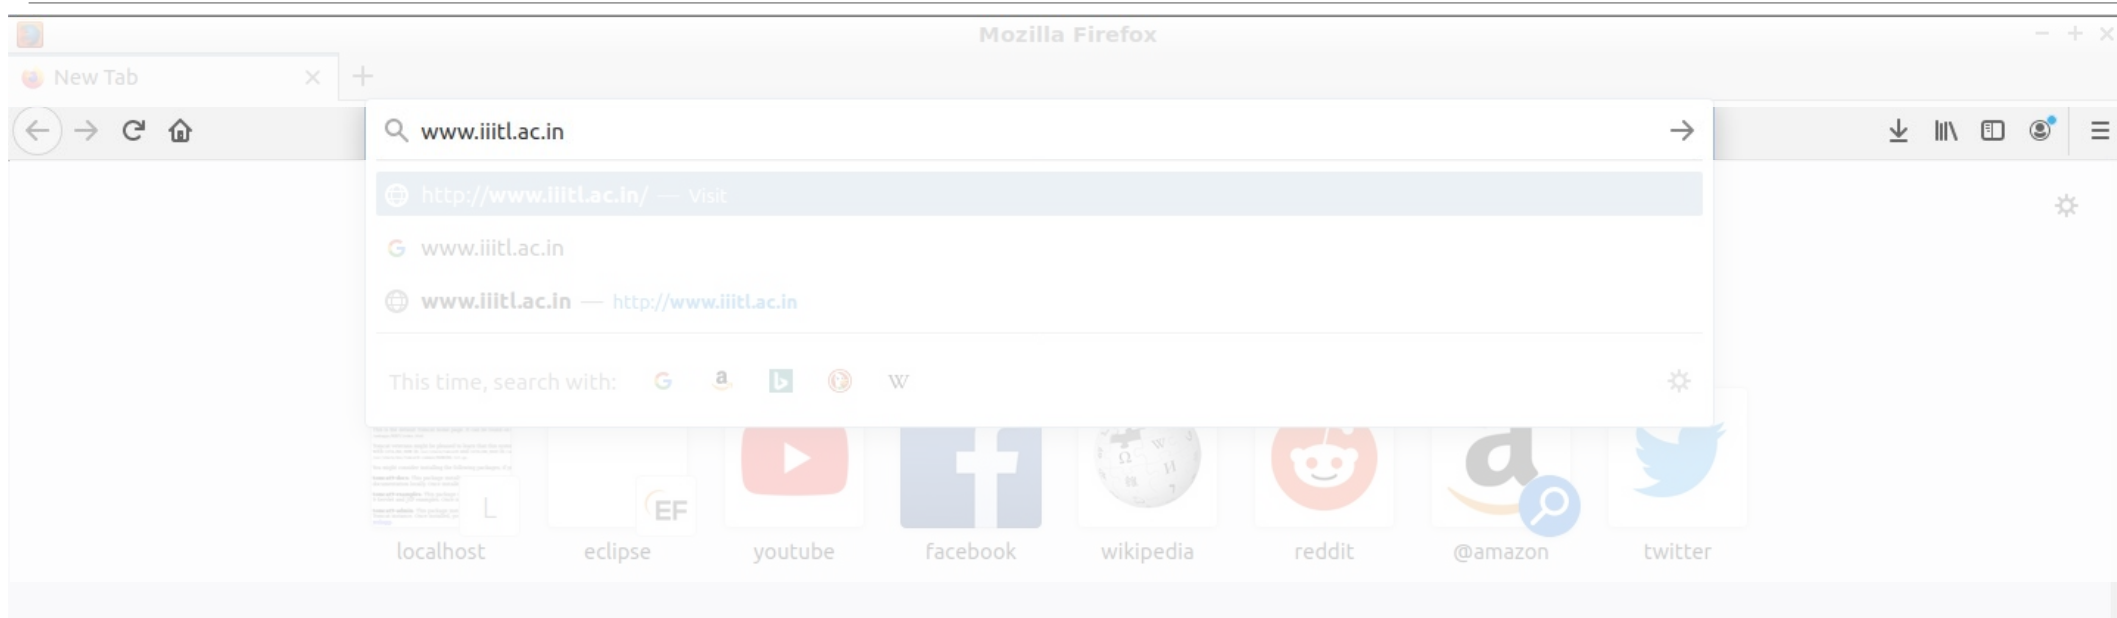 Mozilla Firefox
New Tab
www.iiitl.ac.in
http://www.iiitl.ac.in/ — Visit
www.iiitl.ac.in
www.iiitl.ac.in — http://www.iiitl.ac.in
This time, search with:
L
EF
localhost eclipse youtube facebook wikipedia reddit @amazon twitter